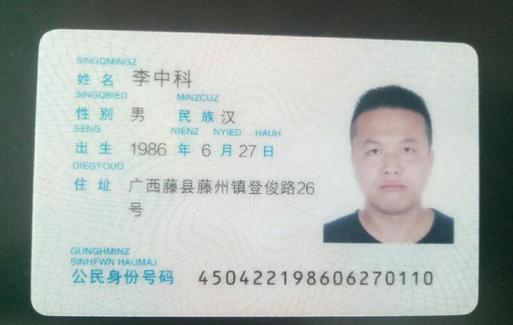 SINGQMINGZ
姓名 李中科
SINGQBIED MINZCUZ
性别 男 民族 汉
SENG NIENZ NYIED HAUH
出生 1986 年 6 月 27 日
DIEGYOUQ
住址 广西藤县藤州镇登俊路26
号
GUNGHMINZ
SINHFWN HAUMAJ
公民身份号码 450422198606270110